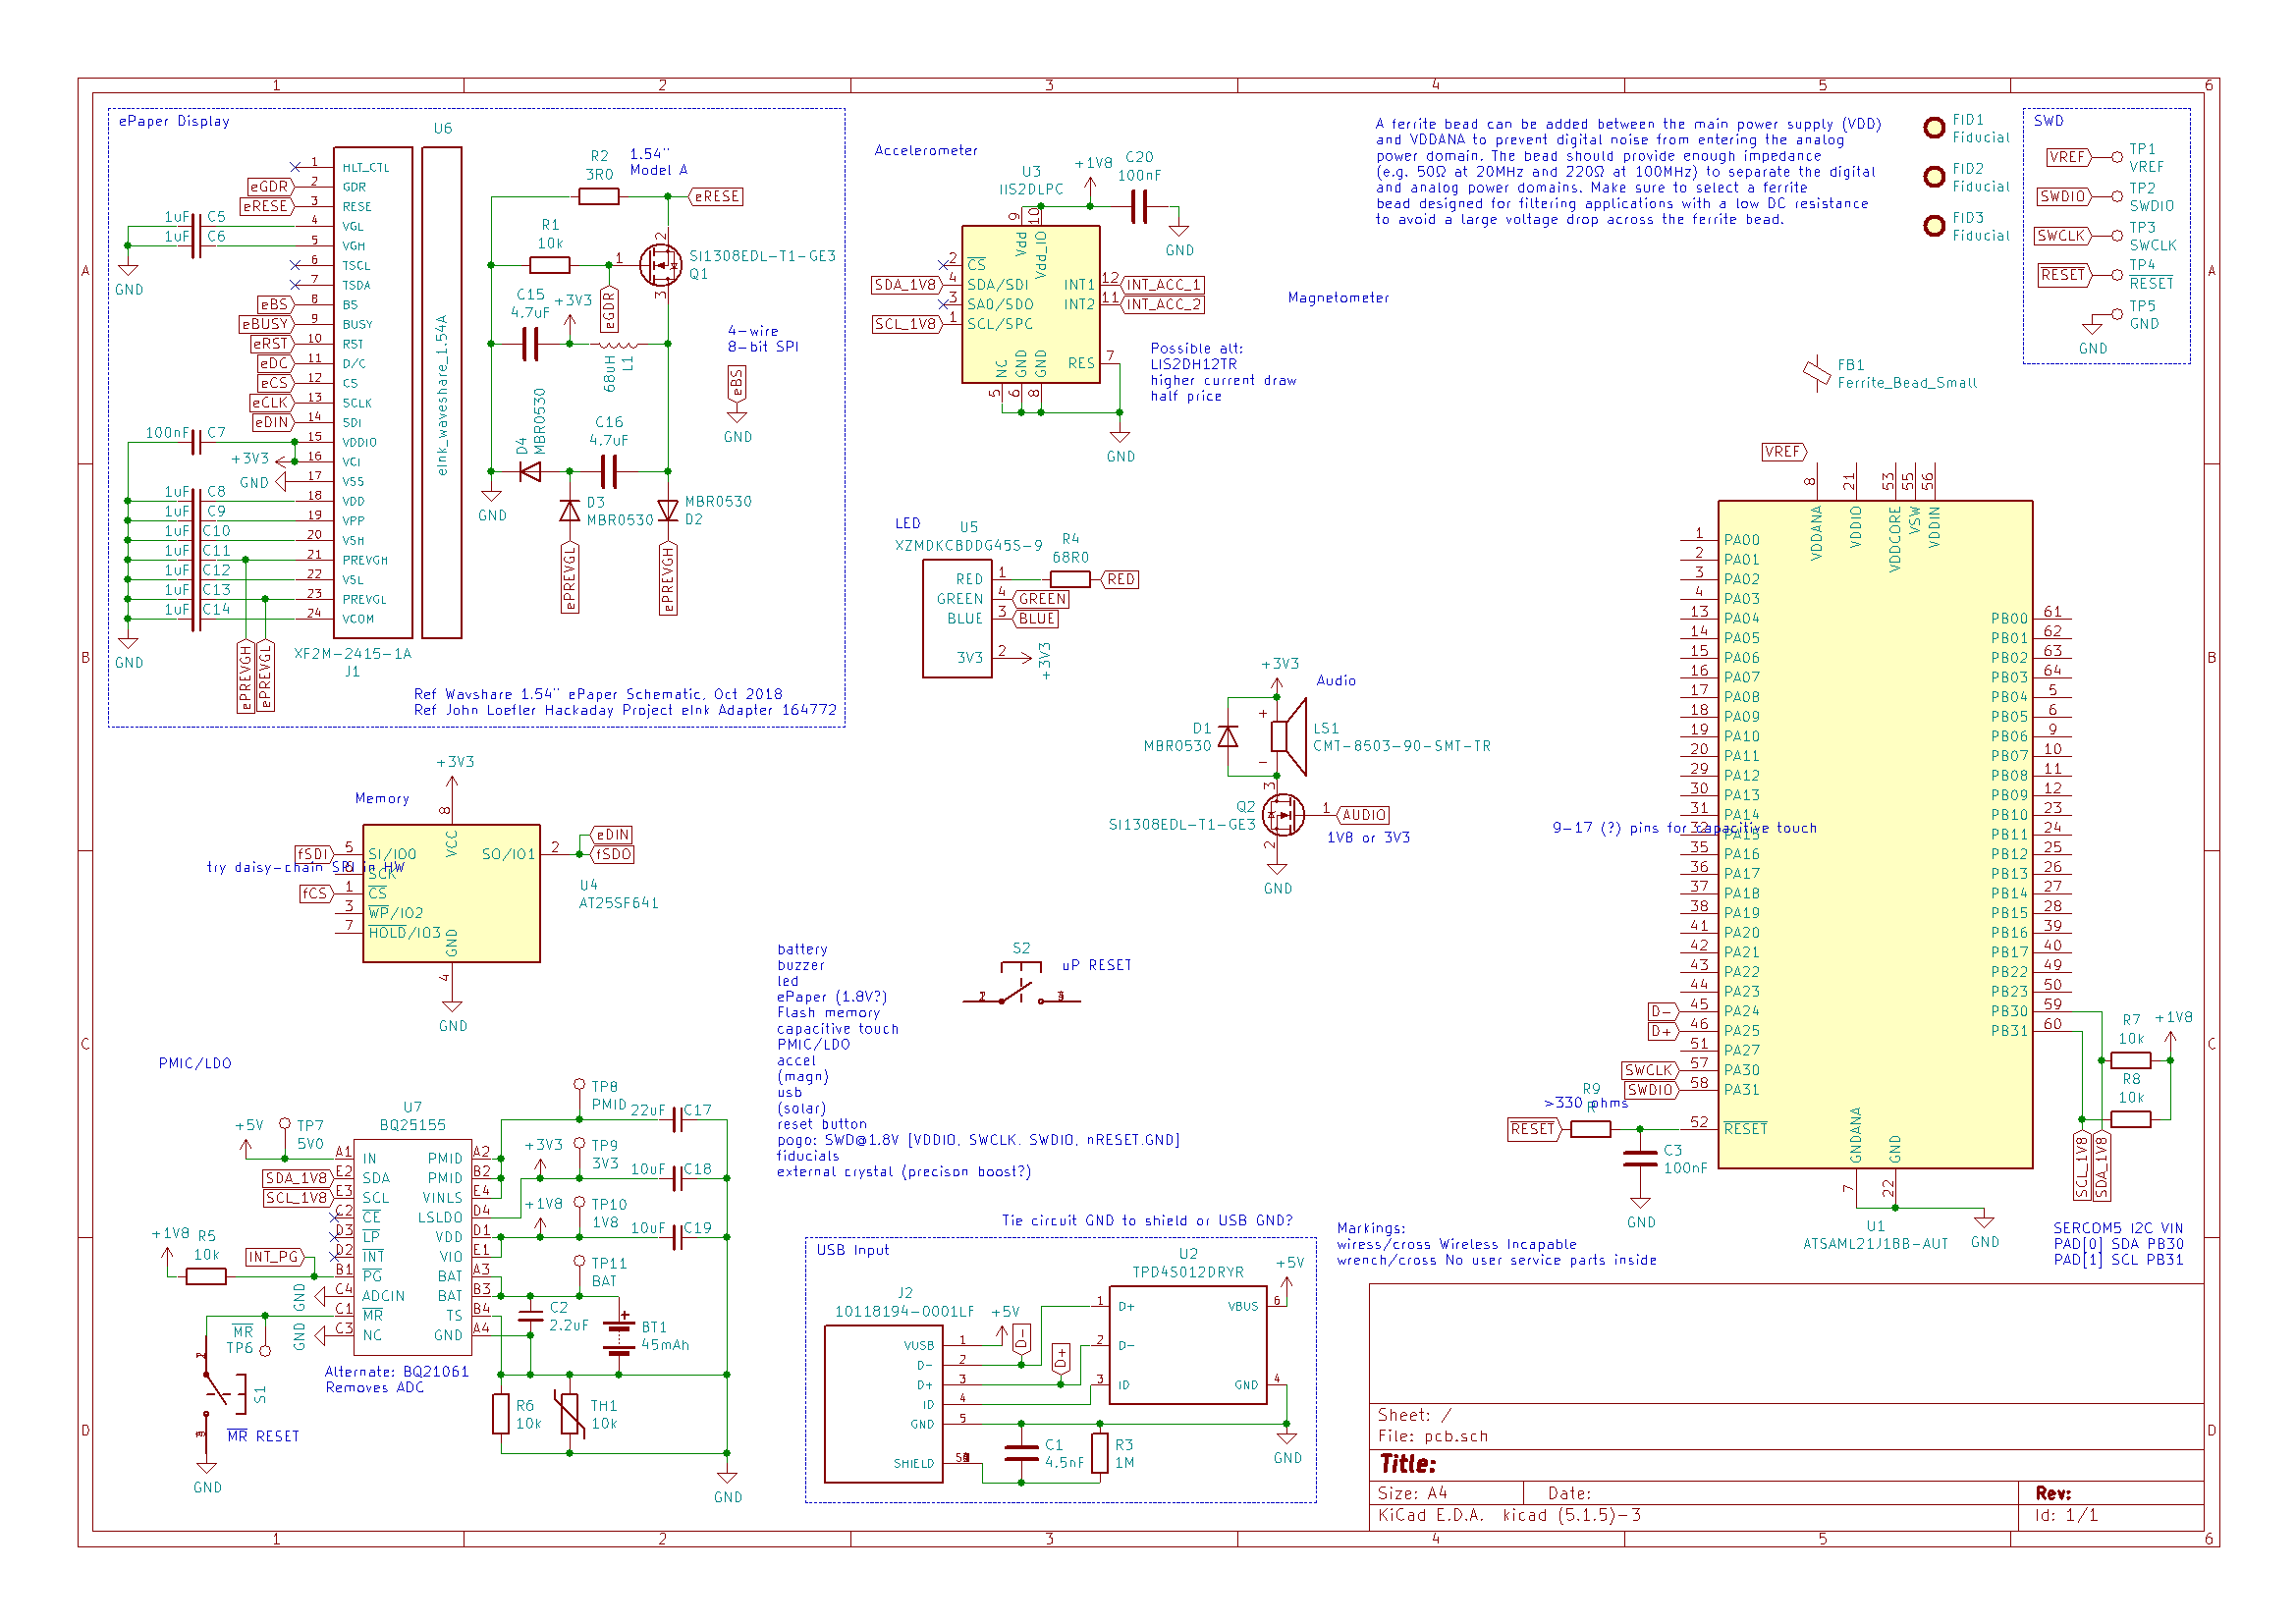 1 2 3 4 5 6
A
B
C
D
ePaper Display
U6
1 HLT_CTL
eGDR 2 GDR
eRESE 3 RESE
1uF C5 4 VGL
1uF C6 5 VGH
6 TSCL
7 TSDA
GND
eBS 8 BS
eBUSY 9 BUSY
eRST 10 RST
eDC 11 D/C
eCS 12 CS
eCLK 13 SCLK
eDIN 14 SDI
100nF C7 15 VDDIO
+3V3 16 VCI
GND 17 VSS
1uF C8 18 VDD
1uF C9 19 VPP
1uF C10 20 VSH
1uF C11 21 PREVGH
1uF C12 22 VSL
1uF C13 23 PREVGL
1uF C14 24 VCOM
GND
ePREVGH
ePREVGL
XF2M-2415-1A
J1
eInk_waveshare_1.54A
R2
3R0
1.54"
Model A
eRESE
R1
10k
1
2
3
SI1308EDL-T1-GE3
Q1
C15
4.7uF
+3V3
eGDR
68uH
L1
4-wire
8-bit SPI
eBS
GND
D4
MBR0530
C16
4.7uF
GND
D3
MBR0530
MBR0530
D2
ePREVGL
ePREVGH
Ref Wavshare 1.54" ePaper Schematic, Oct 2018
Ref John Loefler Hackaday Project eInk Adapter 164772
Accelerometer
U3
IIS2DLPC
+1V8
C20
100nF
GND
9 Vdd
10 Vdd_IO
2 CS
SDA_1V8 4 SDA/SDI
3 SA0/SDO
SCL_1V8 1 SCL/SPC
INT1 12 INT_ACC_1
INT2 11 INT_ACC_2
RES 7
NC 5
GND 6
GND 8
GND
Magnetometer
Possible alt:
LIS2DH12TR
higher current draw
half price
A ferrite bead can be added between the main power supply (VDD)
and VDDANA to prevent digital noise from entering the analog
power domain. The bead should provide enough impedance
(e.g. 50Ω at 20MHz and 220Ω at 100MHz) to separate the digital
and analog power domains. Make sure to select a ferrite
bead designed for filtering applications with a low DC resistance
to avoid a large voltage drop across the ferrite bead.
FID1
Fiducial
FID2
Fiducial
FID3
Fiducial
SWD
VREF TP1
VREF
SWDIO TP2
SWDIO
SWCLK TP3
SWCLK
RESET TP4
RESET
TP5
GND
GND
FB1
Ferrite_Bead_Small
LED
U5
XZMDKCBDDG45S-9
RED 1
R4
68R0
RED
GREEN 4 GREEN
BLUE 3 BLUE
3V3 2 +3V3
+3V3
Audio
D1
MBR0530
+
-
LS1
CMT-8503-90-SMT-TR
3
Q2
SI1308EDL-T1-GE3
1 AUDIO
2
1V8 or 3V3
GND
Memory
+3V3
8 VCC
fSDI 5 SI/IO0
6 SCK
fCS 1 CS
3 WP/IO2
7 HOLD/IO3
SO/IO1 2
eDIN
fSDO
try daisy-chain SPI in HW
U4
AT25SF641
GND 4
GND
battery
buzzer
led
ePaper (1.8V?)
Flash memory
capacitive touch
PMIC/LDO
accel
(magn)
usb
(solar)
reset button
pogo: SWD@1.8V [VDDIO, SWCLK, SWDIO, nRESET,GND]
fiducials
external crystal (precison boost?)
S2
uP RESET
VREF
8 VDDANA
21 VDDIO
53 VDDCORE
55 VSW
56 VDDIN
1 PA00
2 PA01
3 PA02
4 PA03
13 PA04
14 PA05
15 PA06
16 PA07
17 PA08
18 PA09
19 PA10
20 PA11
29 PA12
30 PA13
31 PA14
32 PA15
35 PA16
36 PA17
37 PA18
38 PA19
41 PA20
42 PA21
43 PA22
44 PA23
D- 45 PA24
D+ 46 PA25
51 PA27
SWCLK 57 PA30
SWDIO 58 PA31
52 RESET
9-17 (?) pins for capacitive touch
PB00 61
PB01 62
PB02 63
PB03 64
PB04 5
PB05 6
PB06 9
PB07 10
PB08 11
PB09 12
PB10 23
PB11 24
PB12 25
PB13 26
PB14 27
PB15 28
PB16 39
PB17 40
PB22 49
PB23 50
PB30 59
PB31 60
R7
10k
+1V8
R8
10k
SCL_1V8
SDA_1V8
R9
R
>330 ohms
RESET
C3
100nF
GND
GNDANA 7
GND 22
U1
ATSAML21J18B-AUT
GND
SERCOM5 I2C VIN
PAD[0] SDA PB30
PAD[1] SCL PB31
PMIC/LDO
U7
BQ25155
+5V
TP7
5V0
A1 IN
SDA_1V8 E2 SDA
SCL_1V8 E3 SCL
C2 CE
D3 LP
D2 INT
INT_PG B1 PG
GND C4 ADCIN
C1 MR
GND C3 NC
PMID A2
PMID B2
VINLS E4
LSLDO D4
VDD D1
VIO E1
BAT A3
BAT B3
TS B4
GND A4
+1V8
R5
10k
MR
TP6
S1
MR RESET
GND
Alternate: BQ21061
Removes ADC
TP8
PMID
22uF C17
+3V3
TP9
3V3
10uF C18
+1V8
TP10
1V8
10uF C19
TP11
BAT
C2
2.2uF
+
BT1
45mAh
R6
10k
TH1
10k
GND
Tie circuit GND to shield or USB GND?
USB Input
J2
10118194-0001LF
VUSB 1
D- 2
D+ 3
ID 4
GND 5
SHIELD
+5V
D-
D+
U2
TPD4S012DRYR
1 D+
2 D-
3 ID
VBUS 6
GND 4
+5V
C1
4.5nF
R3
1M
GND
Markings:
wiress/cross Wireless Incapable
wrench/cross No user service parts inside
Sheet: /
File: pcb.sch
Title:
Size: A4 Date: Rev:
KiCad E.D.A. kicad (5.1.5)-3 Id: 1/1
1 2 3 4 5 6
A
B
C
D